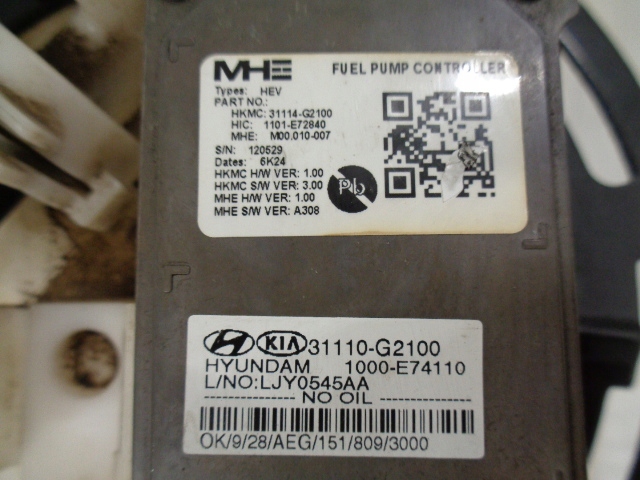 MHE FUEL PUMP CONTROLLER
Types: HEV
PART NO.:
HKMC: 31114-G2100
HIC: 1101-E72840
MHE: M00.010-007
S/N: 120529
Dates: 6K24
HKMC H/W VER: 1.00
HKMC S/W VER: 3.00
MHE H/W VER: 1.00
MHE S/W VER: A308
Pb
KIA 31110-G2100
HYUNDAM 1000-E74110
L/NO:LJY0545AA
NO OIL
OK/9/28/AEG/151/809/3000